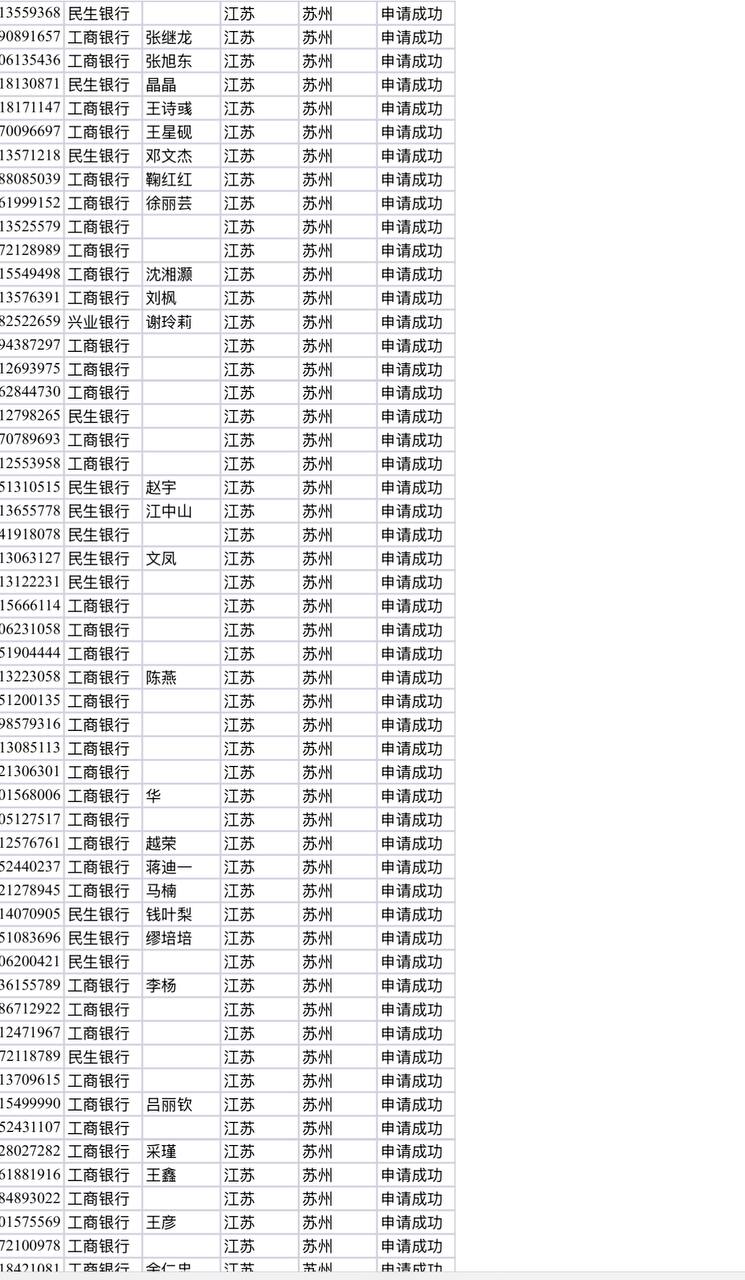 13559368 民生银行 江苏 苏州 申请成功
90891657 工商银行 张继龙 江苏 苏州 申请成功
06135436 工商银行 张旭东 江苏 苏州 申请成功
18130871 民生银行 晶晶 江苏 苏州 申请成功
18171147 工商银行 王诗彧 江苏 苏州 申请成功
70096697 工商银行 王星砚 江苏 苏州 申请成功
13571218 民生银行 邓文杰 江苏 苏州 申请成功
88085039 工商银行 鞠红红 江苏 苏州 申请成功
61999152 工商银行 徐丽芸 江苏 苏州 申请成功
13525579 工商银行 江苏 苏州 申请成功
72128989 工商银行 江苏 苏州 申请成功
15549498 工商银行 沈湘灏 江苏 苏州 申请成功
13576391 工商银行 刘枫 江苏 苏州 申请成功
82522659 兴业银行 谢玲莉 江苏 苏州 申请成功
94387297 工商银行 江苏 苏州 申请成功
12693975 工商银行 江苏 苏州 申请成功
62844730 工商银行 江苏 苏州 申请成功
12798265 民生银行 江苏 苏州 申请成功
70789693 工商银行 江苏 苏州 申请成功
12553958 工商银行 江苏 苏州 申请成功
51310515 民生银行 赵宇 江苏 苏州 申请成功
13655778 民生银行 江中山 江苏 苏州 申请成功
41918078 民生银行 江苏 苏州 申请成功
13063127 民生银行 文凤 江苏 苏州 申请成功
13122231 民生银行 江苏 苏州 申请成功
15666114 工商银行 江苏 苏州 申请成功
06231058 工商银行 江苏 苏州 申请成功
51904444 工商银行 江苏 苏州 申请成功
13223058 工商银行 陈燕 江苏 苏州 申请成功
51200135 工商银行 江苏 苏州 申请成功
98579316 工商银行 江苏 苏州 申请成功
13085113 工商银行 江苏 苏州 申请成功
21306301 工商银行 江苏 苏州 申请成功
01568006 工商银行 华 江苏 苏州 申请成功
05127517 工商银行 江苏 苏州 申请成功
12576761 工商银行 越荣 江苏 苏州 申请成功
52440237 工商银行 蒋迪一 江苏 苏州 申请成功
21278945 工商银行 马楠 江苏 苏州 申请成功
14070905 民生银行 钱叶梨 江苏 苏州 申请成功
51083696 民生银行 缪培培 江苏 苏州 申请成功
06200421 民生银行 江苏 苏州 申请成功
36155789 工商银行 李杨 江苏 苏州 申请成功
86712922 工商银行 江苏 苏州 申请成功
12471967 工商银行 江苏 苏州 申请成功
72118789 民生银行 江苏 苏州 申请成功
13709615 工商银行 江苏 苏州 申请成功
15499990 工商银行 吕丽钦 江苏 苏州 申请成功
52431107 工商银行 江苏 苏州 申请成功
28027282 工商银行 采瑾 江苏 苏州 申请成功
61881916 工商银行 王鑫 江苏 苏州 申请成功
84893022 工商银行 江苏 苏州 申请成功
01575569 工商银行 王彦 江苏 苏州 申请成功
72100978 工商银行 江苏 苏州 申请成功
18421081 工商银行 江苏 苏州 申请成功